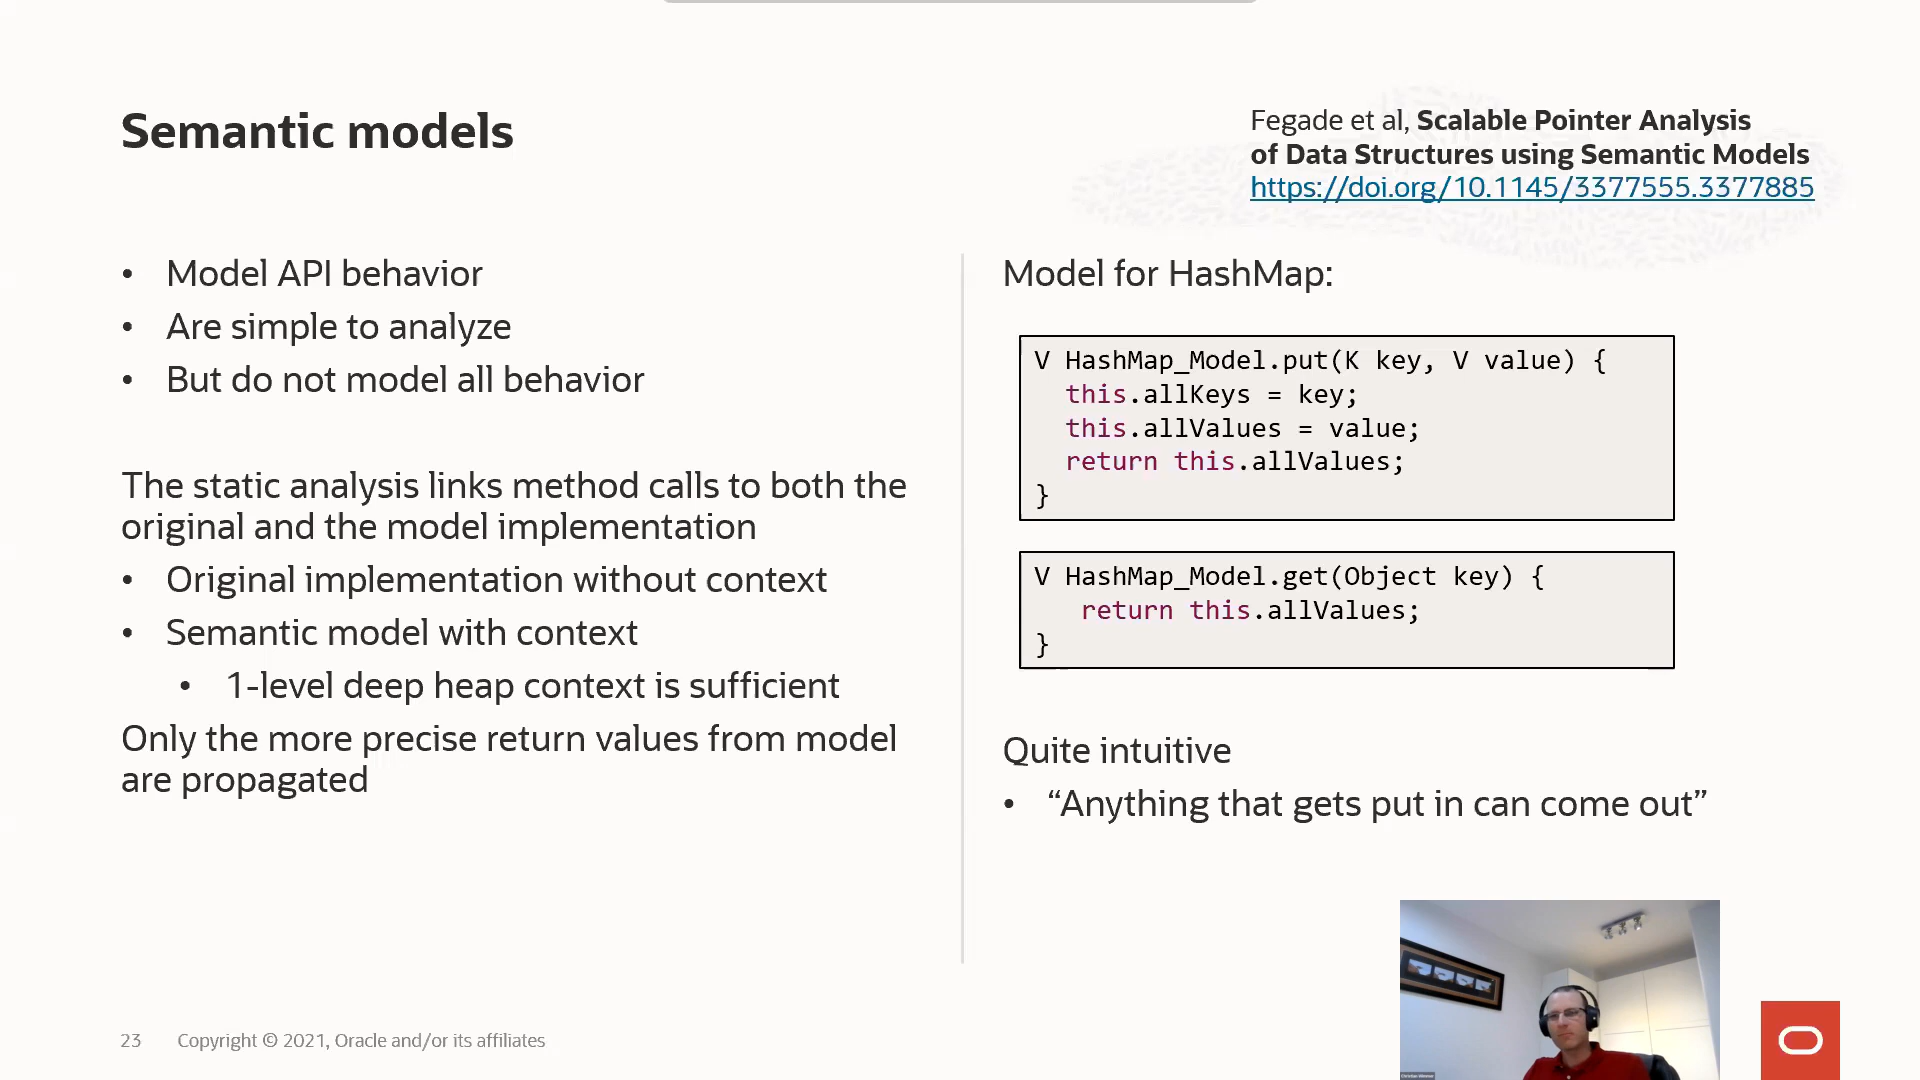 Semantic models
Fegade et al, Scalable Pointer Analysis
of Data Structures using Semantic Models
https://doi.org/10.1145/3377555.3377885
• Model API behavior
• Are simple to analyze
• But do not model all behavior
The static analysis links method calls to both the
original and the model implementation
• Original implementation without context
• Semantic model with context
• 1-level deep heap context is sufficient
Only the more precise return values from model
are propagated
Model for HashMap:
V HashMap_Model.put(K key, V value) {
this.allKeys = key;
this.allValues = value;
return this.allValues;
}
V HashMap_Model.get(Object key) {
return this.allValues;
}
Quite intuitive
• “Anything that gets put in can come out”
23 Copyright © 2021, Oracle and/or its affiliates